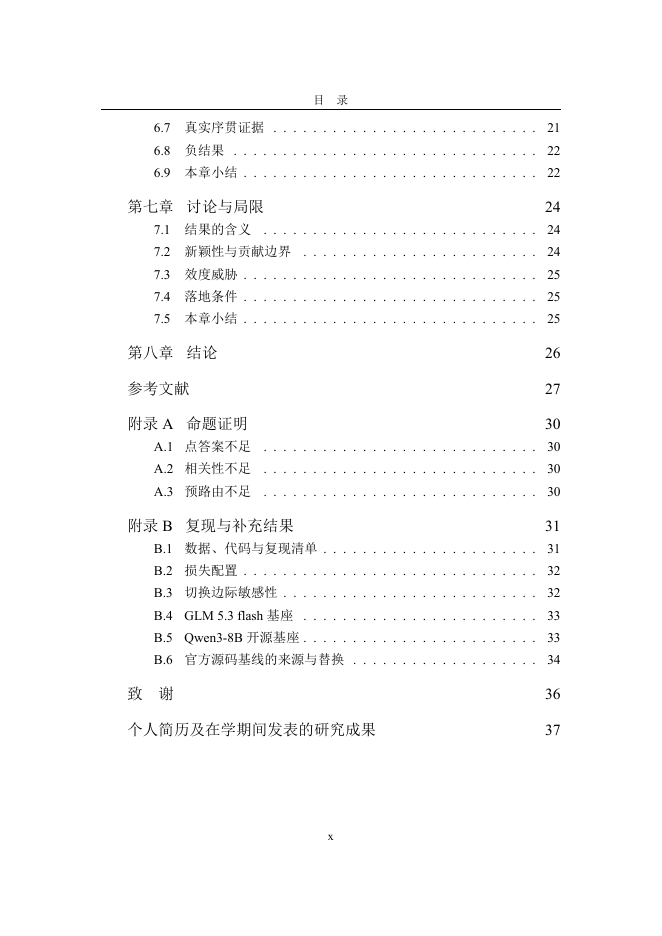 目 录
6.7 真实序贯证据 . . . . . . . . . . . . . . . . . . . . . . . . . . . 21
6.8 负结果 . . . . . . . . . . . . . . . . . . . . . . . . . . . . . . . 22
6.9 本章小结 . . . . . . . . . . . . . . . . . . . . . . . . . . . . . . 22
第七章 讨论与局限 24
7.1 结果的含义 . . . . . . . . . . . . . . . . . . . . . . . . . . . . 24
7.2 新颖性与贡献边界 . . . . . . . . . . . . . . . . . . . . . . . . 24
7.3 效度威胁 . . . . . . . . . . . . . . . . . . . . . . . . . . . . . . 25
7.4 落地条件 . . . . . . . . . . . . . . . . . . . . . . . . . . . . . . 25
7.5 本章小结 . . . . . . . . . . . . . . . . . . . . . . . . . . . . . . 25
第八章 结论 26
参考文献 27
附录 A 命题证明 30
A.1 点答案不足 . . . . . . . . . . . . . . . . . . . . . . . . . . . . 30
A.2 相关性不足 . . . . . . . . . . . . . . . . . . . . . . . . . . . . 30
A.3 预路由不足 . . . . . . . . . . . . . . . . . . . . . . . . . . . . 30
附录 B 复现与补充结果 31
B.1 数据、代码与复现清单 . . . . . . . . . . . . . . . . . . . . . . 31
B.2 损失配置 . . . . . . . . . . . . . . . . . . . . . . . . . . . . . . 32
B.3 切换边际敏感性 . . . . . . . . . . . . . . . . . . . . . . . . . . 32
B.4 GLM 5.3 flash 基座 . . . . . . . . . . . . . . . . . . . . . . . . 33
B.5 Qwen3-8B 开源基座 . . . . . . . . . . . . . . . . . . . . . . . . 33
B.6 官方源码基线的来源与替换 . . . . . . . . . . . . . . . . . . . 34
致 谢 36
个人简历及在学期间发表的研究成果 37
x